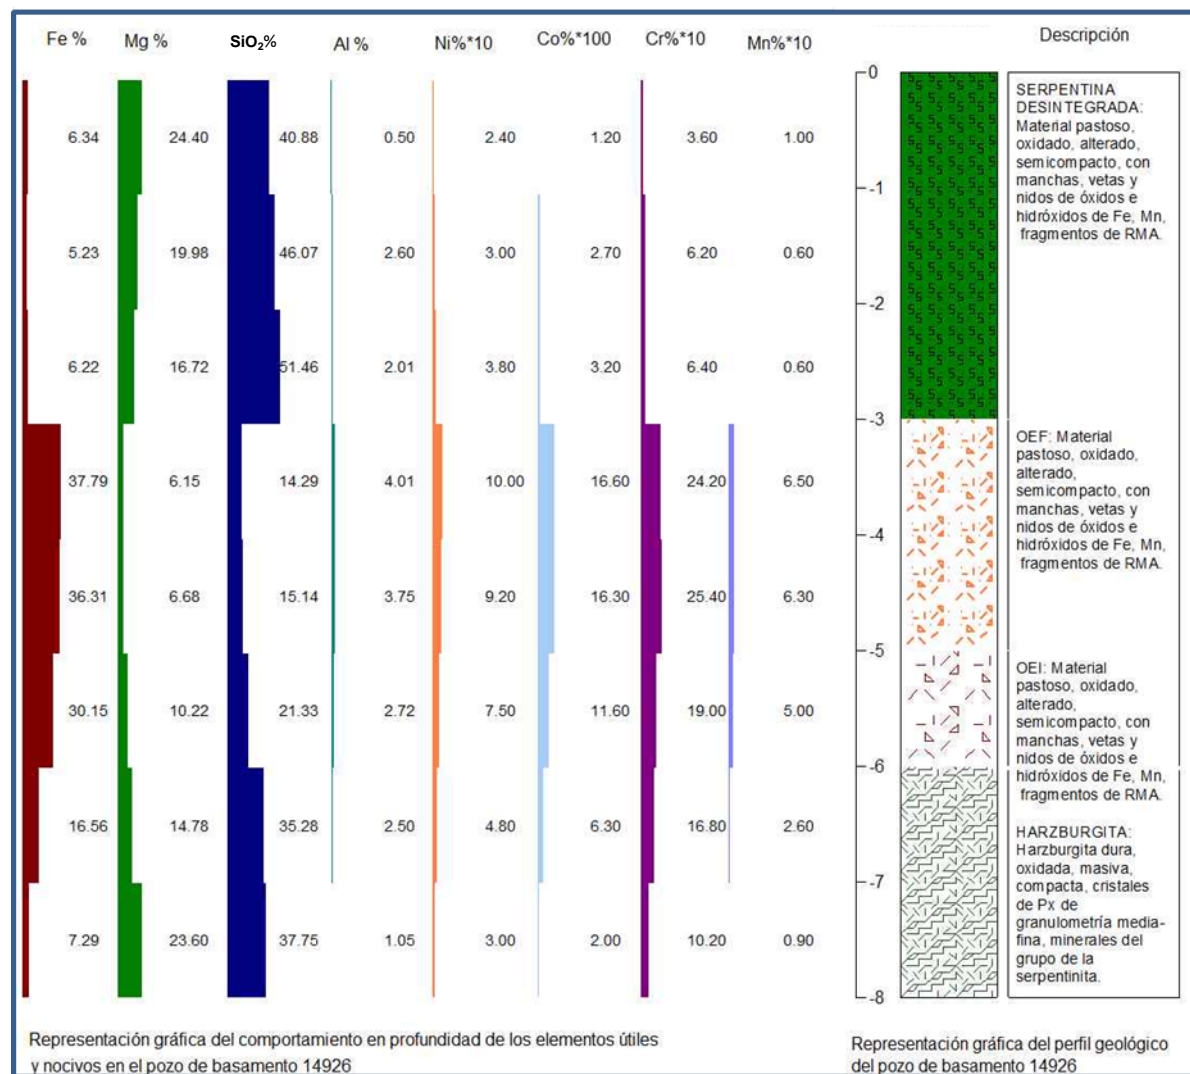 Fe % Mg % SiO₂% Al % Ni%*10 Co%*100 Cr%*10 Mn%*10
6.34 24.40 40.88 0.50 2.40 1.20 3.60 1.00
5.23 19.98 46.07 2.60 3.00 2.70 6.20 0.60
6.22 16.72 51.46 2.01 3.80 3.20 6.40 0.60
37.79 6.15 14.29 4.01 10.00 16.60 24.20 6.50
36.31 6.68 15.14 3.75 9.20 16.30 25.40 6.30
30.15 10.22 21.33 2.72 7.50 11.60 19.00 5.00
16.56 14.78 35.28 2.50 4.80 6.30 16.80 2.60
7.29 23.60 37.75 1.05 3.00 2.00 10.20 0.90
Representación gráfica del comportamiento en profundidad de los elementos útiles
y nocivos en el pozo de basamento 14926
Descripción
0
-1
-2
-3
-4
-5
-6
-7
-8
SERPENTINA
DESINTEGRADA:
Material pastoso,
oxidado, alterado,
semicompacto, con
manchas, vetas y
nidos de óxidos e
hidróxidos de Fe, Mn,
fragmentos de RMA.
OEF: Material
pastoso, oxidado,
alterado,
semicompacto, con
manchas, vetas y
nidos de óxidos e
hidróxidos de Fe, Mn,
fragmentos de RMA.
OEI: Material
pastoso, oxidado,
alterado,
semicompacto, con
manchas, vetas y
nidos de óxidos e
hidróxidos de Fe, Mn,
fragmentos de RMA.
HARZBURGITA:
Harzburgita dura,
oxidada, masiva,
compacta, cristales
de Px de
granulometría media-
fina, minerales del
grupo de la
serpentinita.
Representación gráfica del perfil geológico
del pozo de basamento 14926